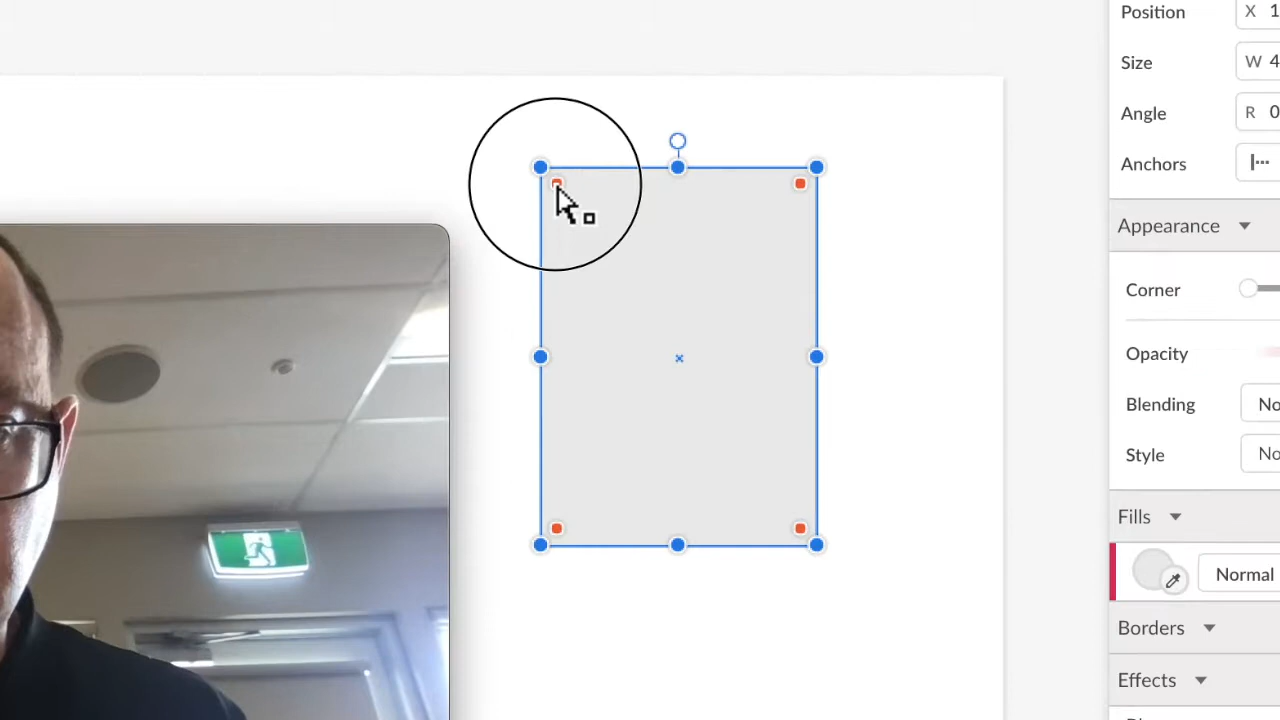 Position X 1
Size W 4
Angle R 0
Anchors
Appearance
Corner
Opacity
Blending No
Style No
Fills
Normal
Borders
Effects